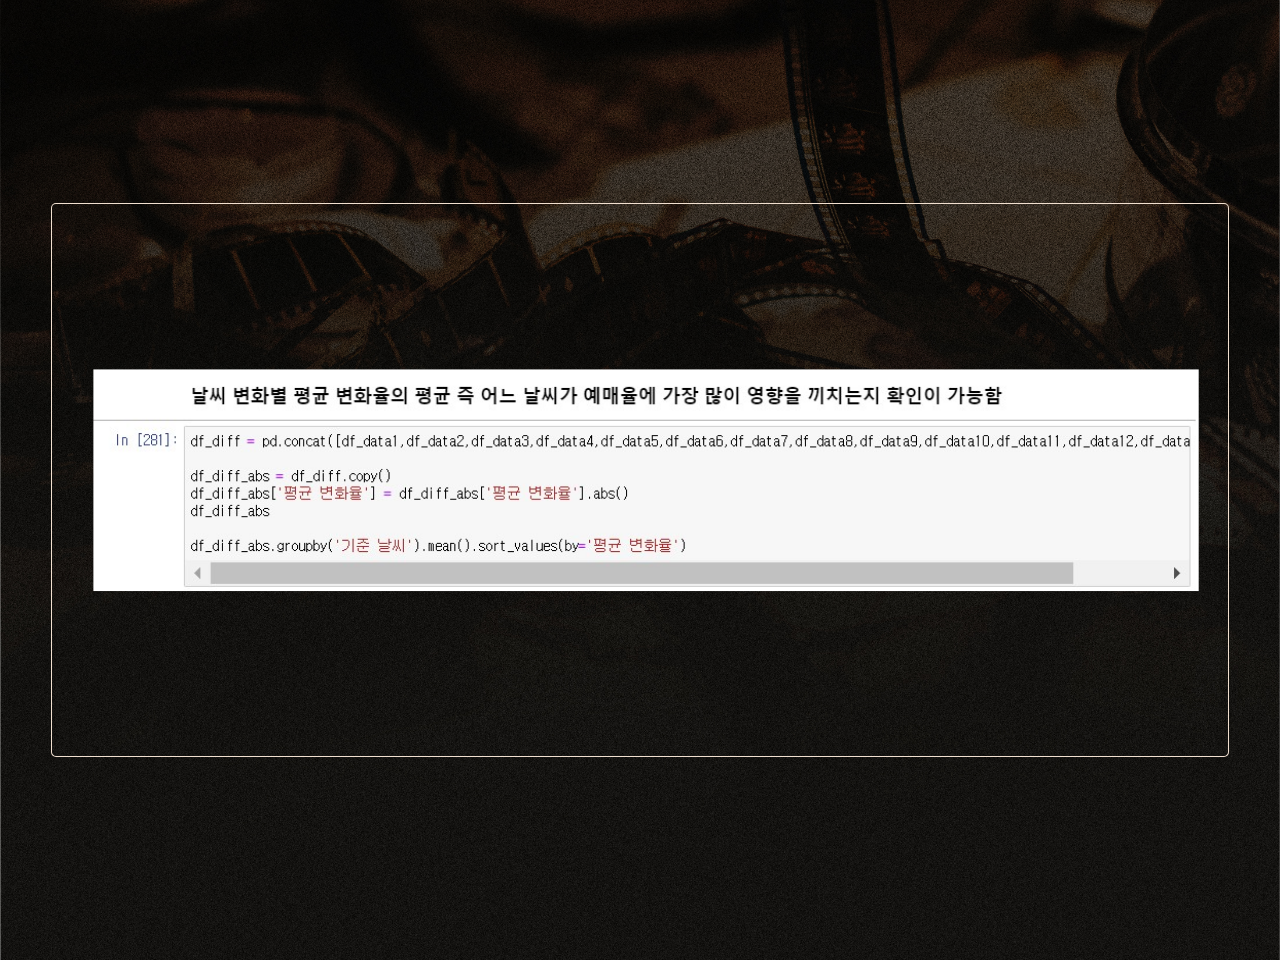 날씨 변화별 평균 변화율의 평균 즉 어느 날씨가 예매율에 가장 많이 영향을 끼치는지 확인이 가능함
In [281]: df_diff = pd.concat([df_data1,df_data2,df_data3,df_data4,df_data5,df_data6,df_data7,df_data8,df_data9,df_data10,df_data11,df_data12,df_data
df_diff_abs = df_diff.copy()
df_diff_abs['평균 변화율'] = df_diff_abs['평균 변화율'].abs()
df_diff_abs
df_diff_abs.groupby('기준 날씨').mean().sort_values(by='평균 변화율')